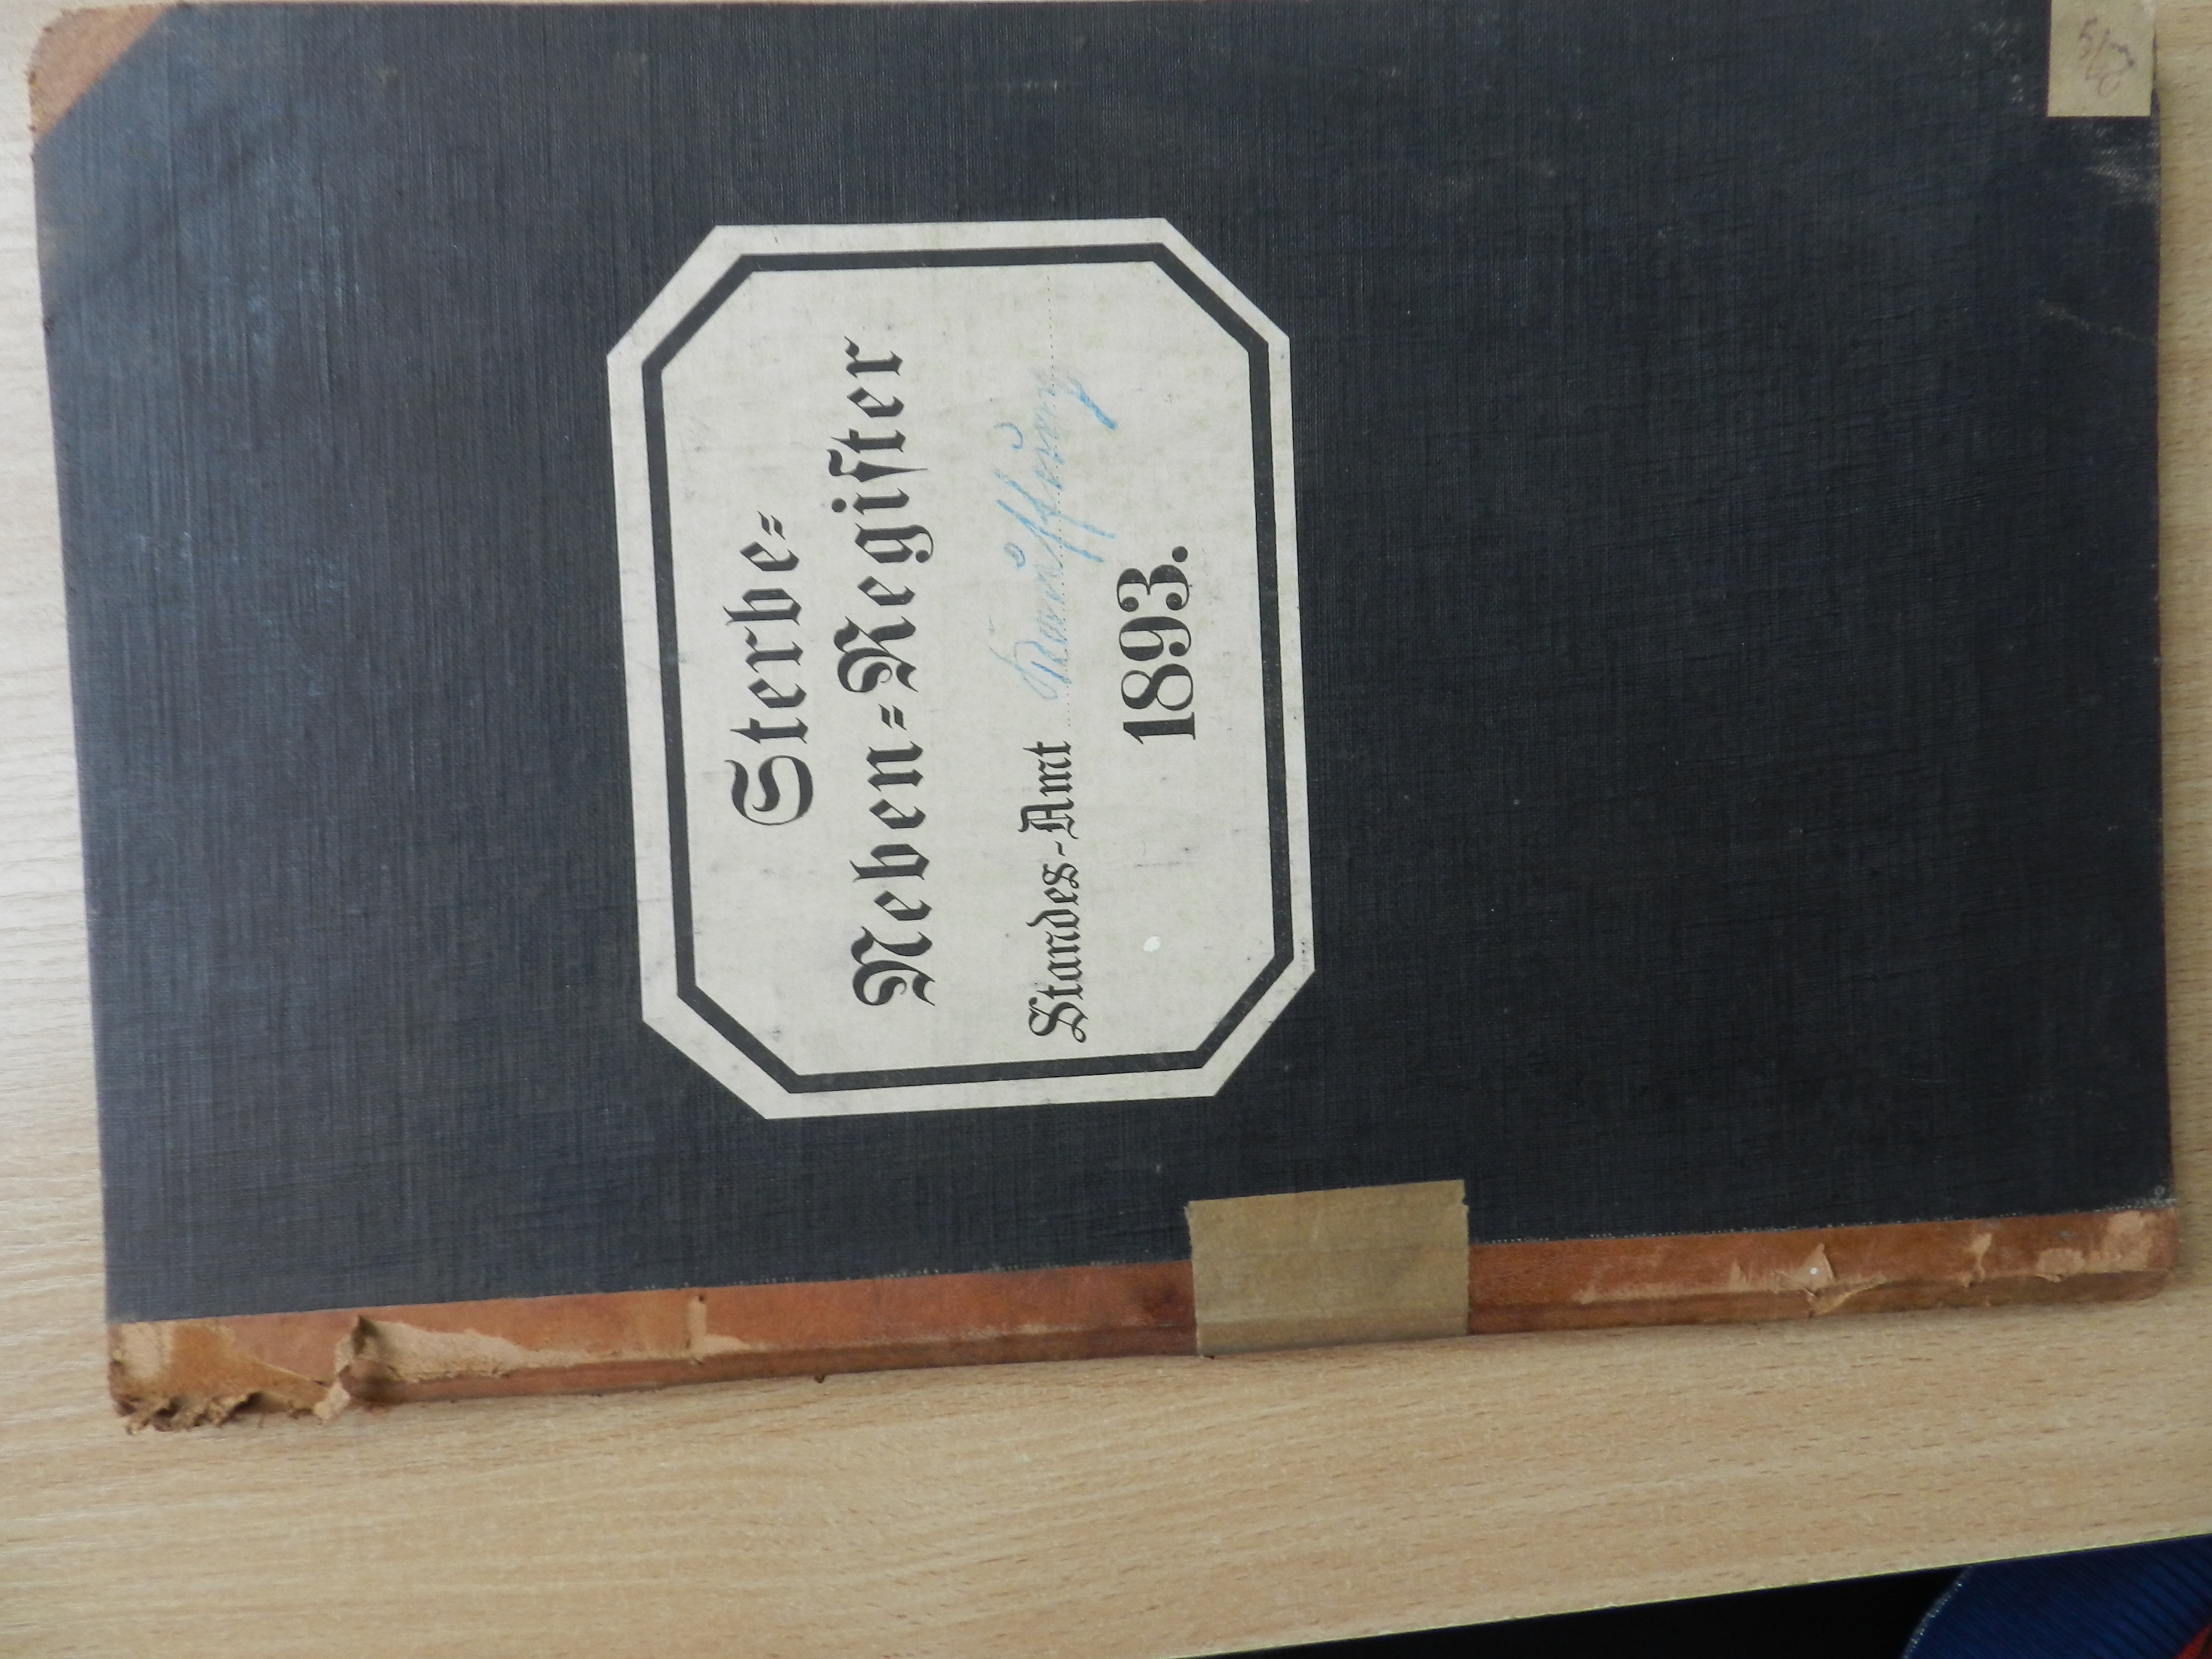 Sterbe=
Neben=Register
Standes-Amt
1893.